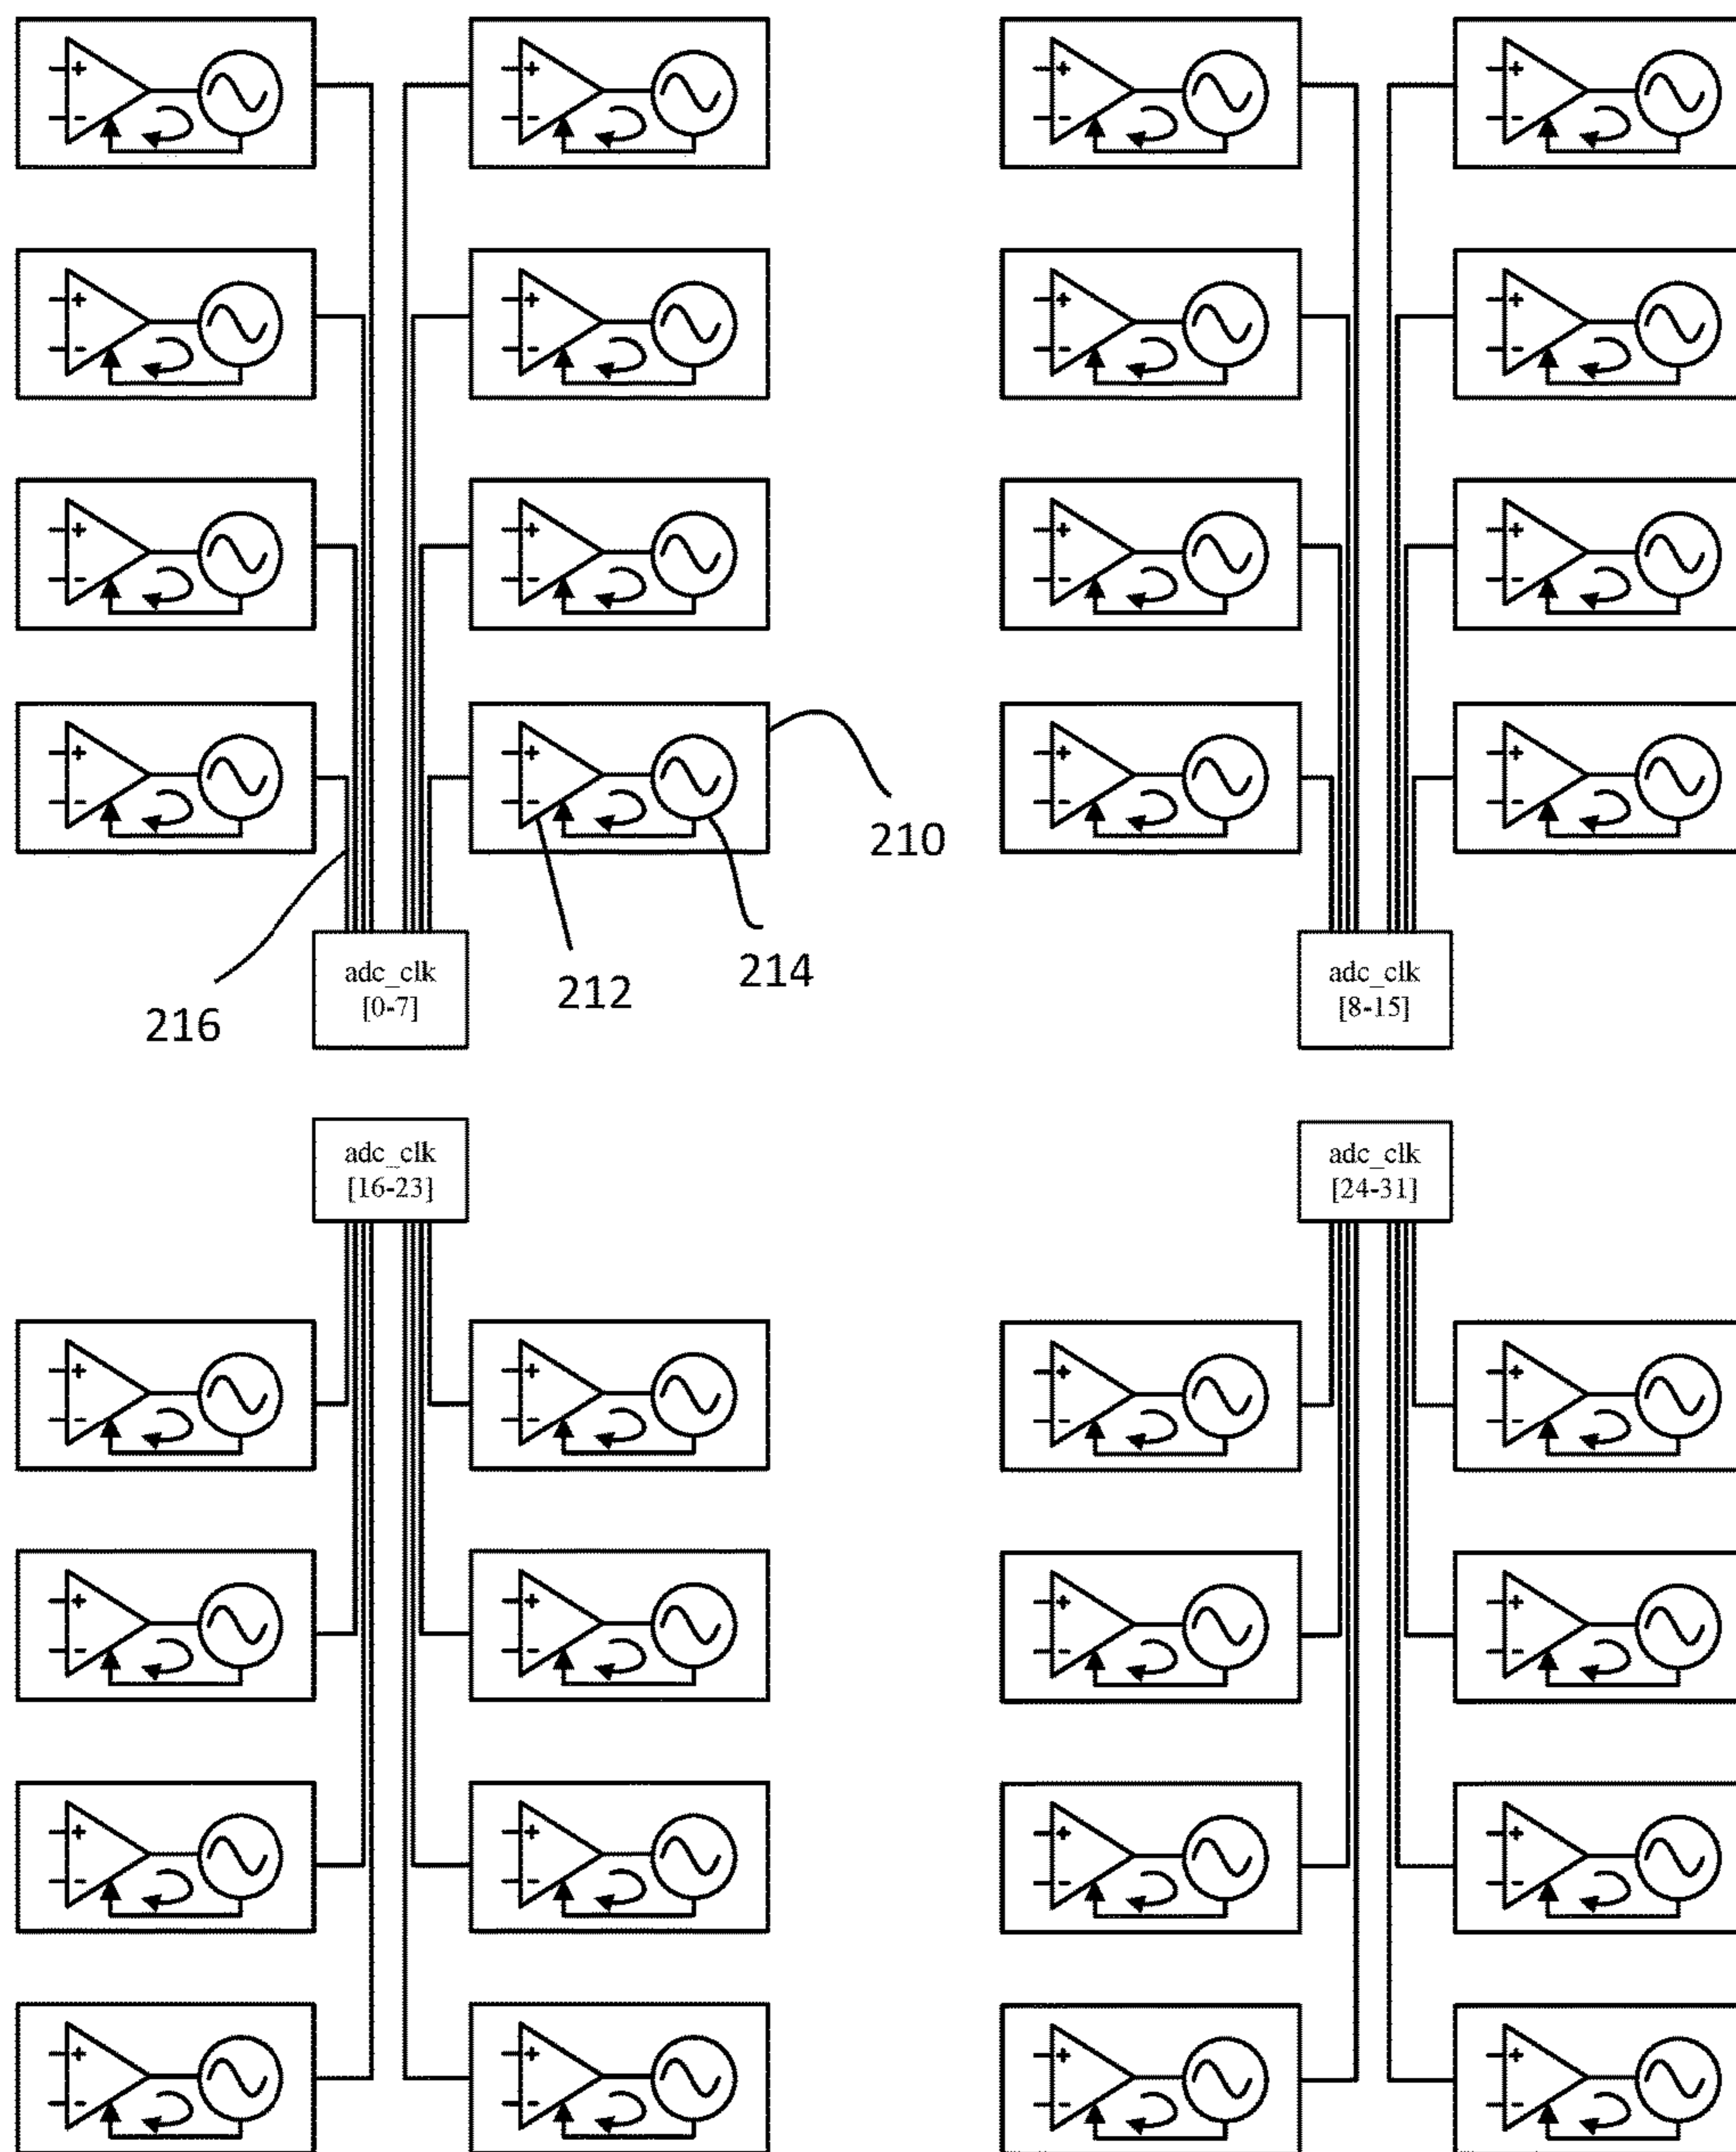 210
216
212
214
adc_clk
[0-7]
adc_clk
[8-15]
adc_clk
[16-23]
adc_clk
[24-31]